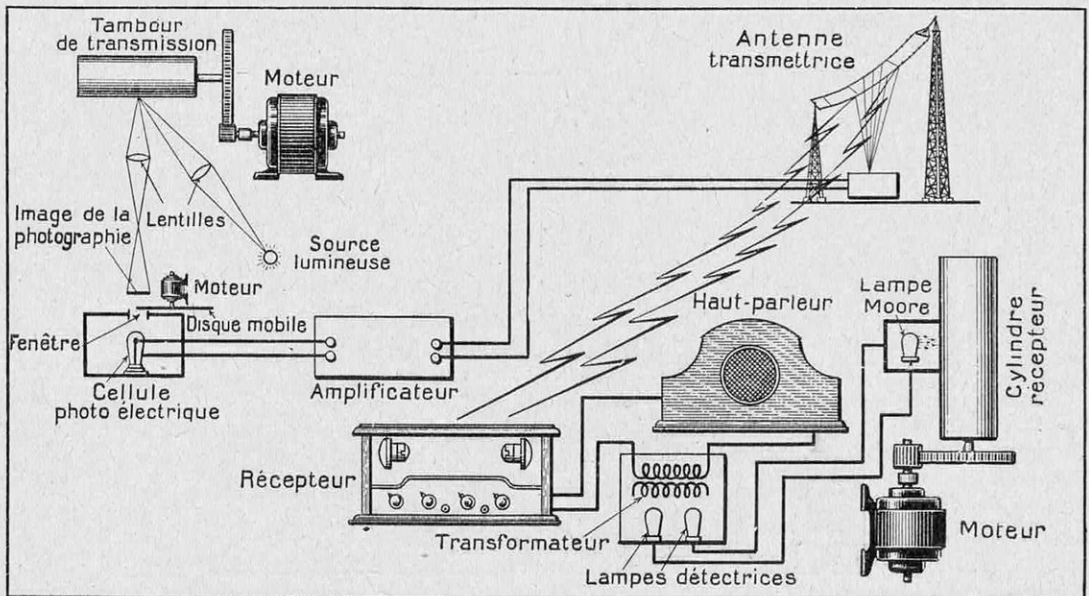 Tambour
de transmission
Moteur
Antenne
transmettrice
Image de la
photographie
Lentilles
Source
lumineuse
Moteur
Disque mobile
Fenêtre
Cellule
photo électrique
Amplificateur
Haut-parleur
Lampe
Moore
Cylindre
récepteur
Récepteur
Transformateur
Lampes détectrices
Moteur